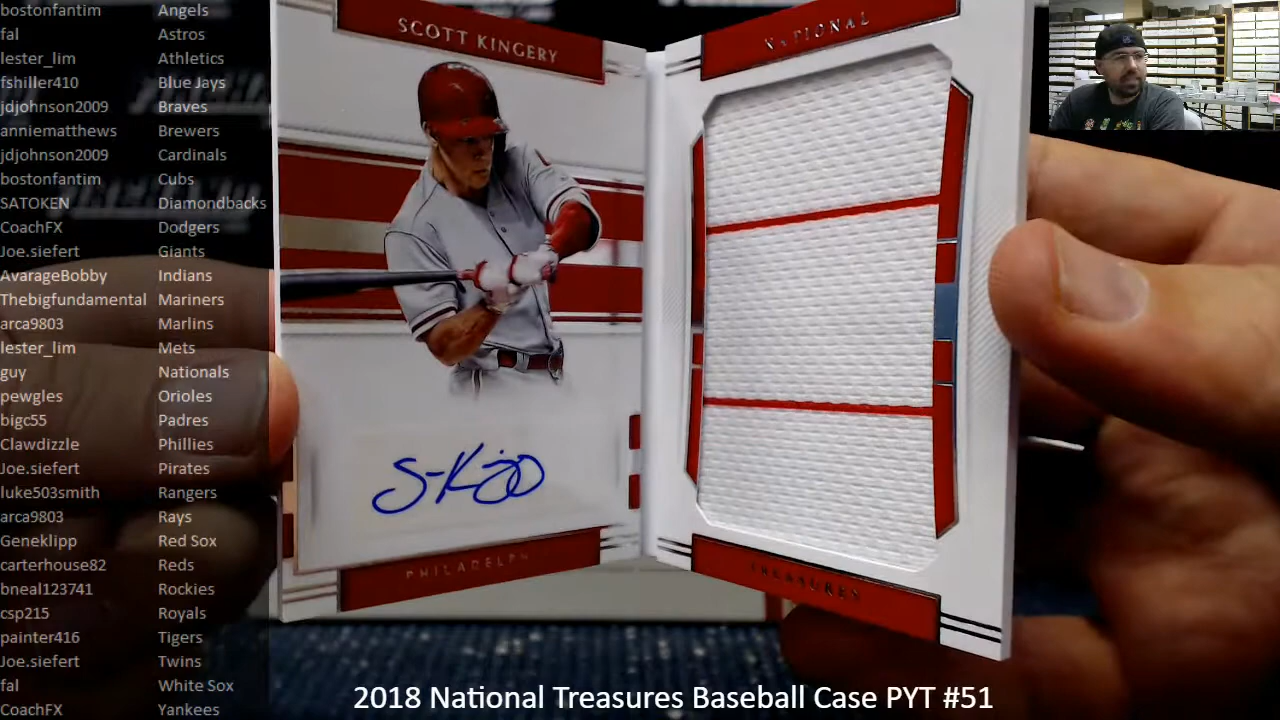 bostonfantim Angels
fal Astros
lester_lim Athletics
fshiller410 Blue Jays
jdjohnson2009 Braves
anniematthews Brewers
jdjohnson2009 Cardinals
bostonfantim Cubs
SATOKEN Diamondbacks
CoachFX Dodgers
Joe.siefert Giants
AvarageBobby Indians
Thebigfundamental Mariners
arca9803 Marlins
lester_lim Mets
guy Nationals
pewgles Orioles
bigc55 Padres
Clawdizzle Phillies
Joe.siefert Pirates
luke503smith Rangers
arca9803 Rays
Geneklipp Red Sox
carterhouse82 Reds
bneal123741 Rockies
csp215 Royals
painter416 Tigers
Joe.siefert Twins
fal White Sox
CoachFX Yankees
SCOTT KINGERY
PHILADELPH
NATIONAL
TREASURES
2018 National Treasures Baseball Case PYT #51